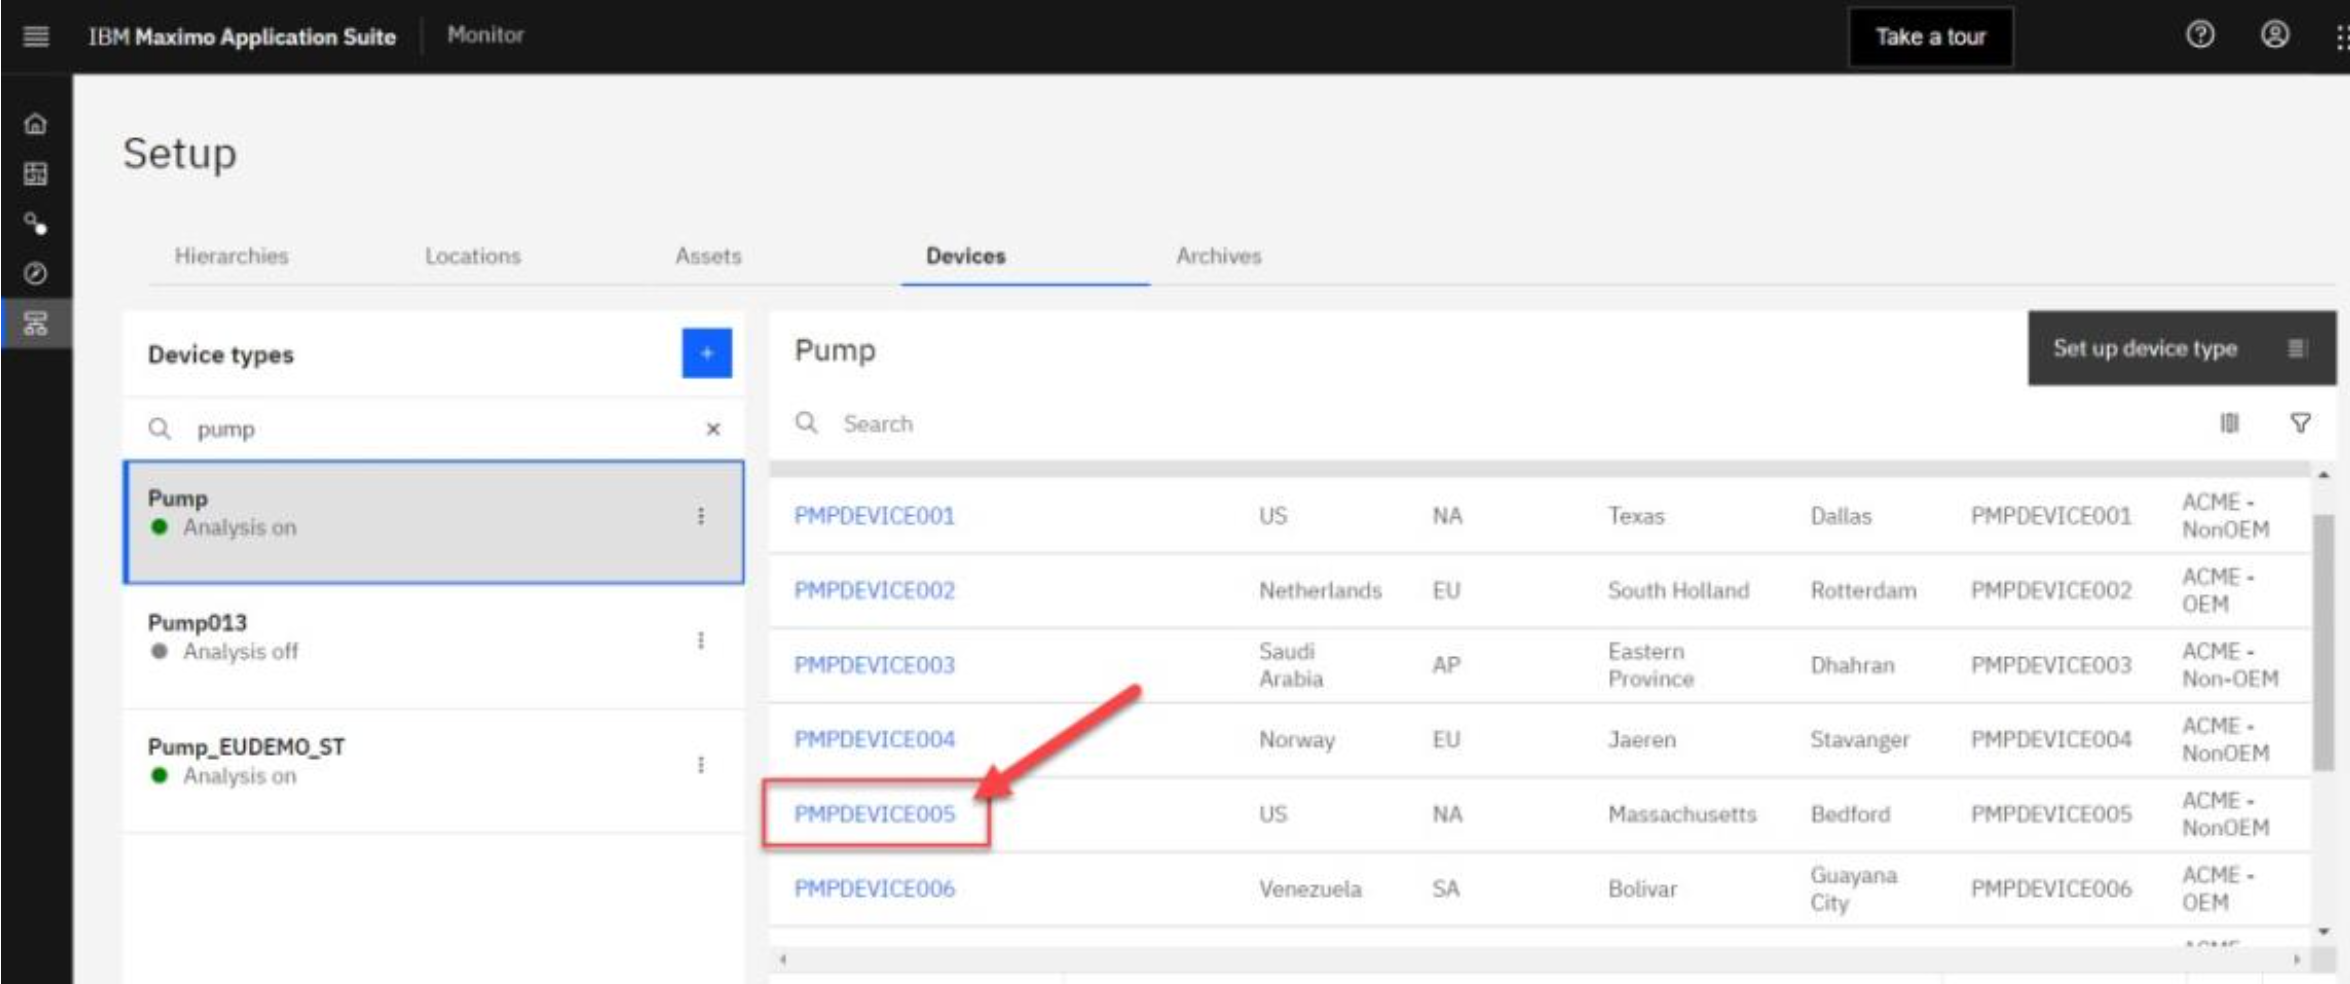 IBM Maximo Application Suite Monitor Take a tour
Setup
Hierarchies Locations Assets Devices Archives
Device types
+
pump
Pump
Analysis on
Pump013
Analysis off
Pump_EUDEMO_ST
Analysis on
Pump Set up device type
Search
PMPDEVICE001 US NA Texas Dallas PMPDEVICE001 ACME -
NonOEM
PMPDEVICE002 Netherlands EU South Holland Rotterdam PMPDEVICE002 ACME -
OEM
PMPDEVICE003 Saudi
Arabia AP Eastern
Province Dhahran PMPDEVICE003 ACME -
Non-OEM
PMPDEVICE004 Norway EU Jaeren Stavanger PMPDEVICE004 ACME -
NonOEM
PMPDEVICE005 US NA Massachusetts Bedford PMPDEVICE005 ACME -
NonOEM
PMPDEVICE006 Venezuela SA Bolivar Guayana
City PMPDEVICE006 ACME -
OEM